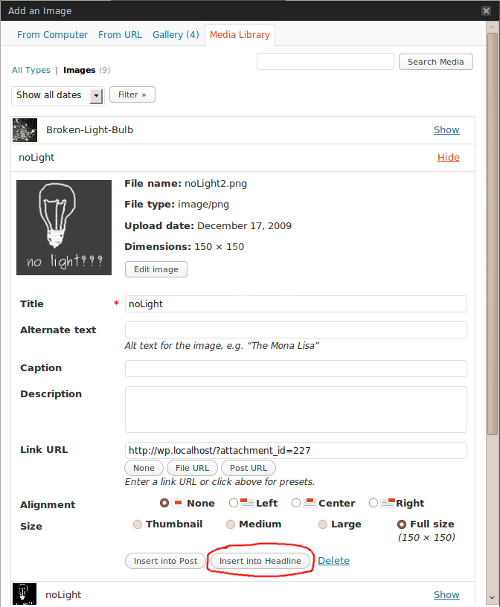 Add an Image
From Computer From URL Gallery (4) Media Library
Search Media
All Types | Images (9)
Show all dates Filter »
Broken-Light-Bulb Show
noLight Hide
File name: noLight2.png
File type: image/png
Upload date: December 17, 2009
Dimensions: 150 × 150
no light???
Edit image
Title * noLight
Alternate text
Alt text for the image, e.g. “The Mona Lisa”
Caption
Description
Link URL http://wp.localhost/?attachment_id=227
None File URL Post URL
Enter a link URL or click above for presets.
Alignment None Left Center Right
Size Thumbnail Medium Large Full size
(150 × 150)
Insert into Post Insert into Headline Delete
noLight Show